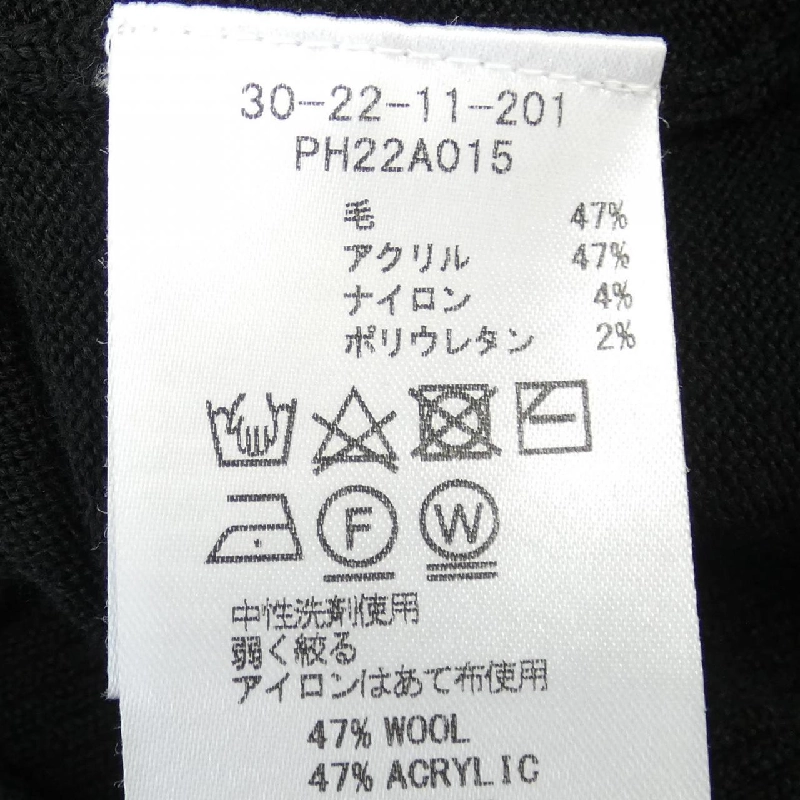 30-22-11-201
PH22A015
毛 47%
アクリル 47%
ナイロン 4%
ポリウレタン 2%
F W
中性洗剤使用
弱く絞る
アイロンはあて布使用
47% WOOL
47% ACRYLIC